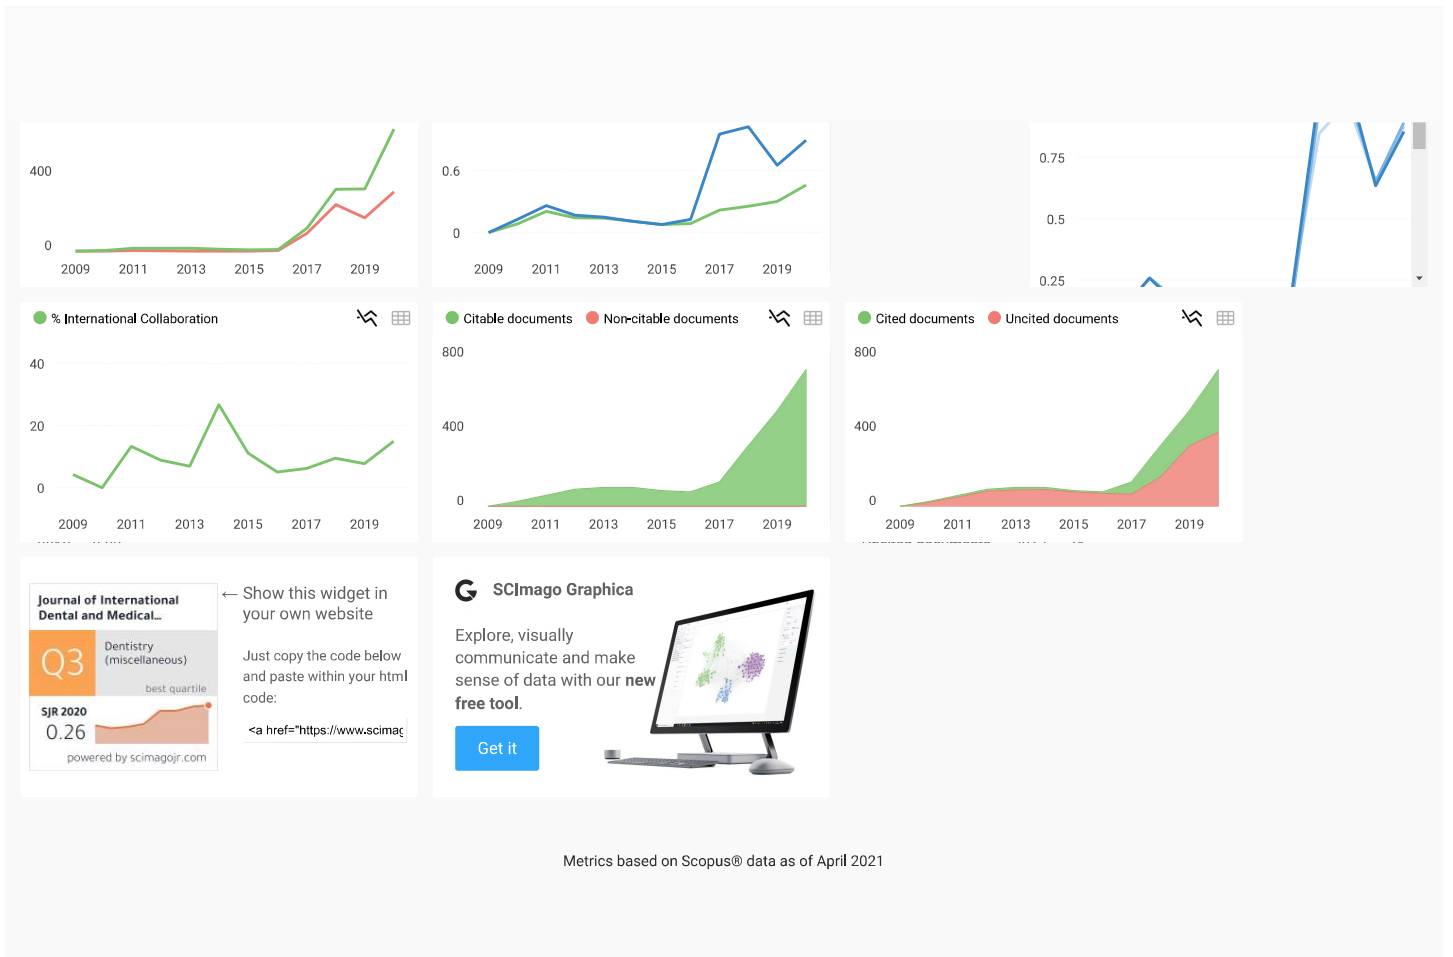 400
0
2009 2011 2013 2015 2017 2019
0.6
0
2009 2011 2013 2015 2017 2019
0.75
0.5
0.25
% International Collaboration
40
20
0
2009 2011 2013 2015 2017 2019
Citable documents Non-citable documents
800
400
0
2009 2011 2013 2015 2017 2019
Cited documents Uncited documents
800
400
0
2009 2011 2013 2015 2017 2019
Journal of International
Dental and Medical...
Q3
Dentistry
(miscellaneous)
best quartile
SJR 2020
0.26
powered by scimagojr.com
← Show this widget in
your own website
Just copy the code below
and paste within your html
code:
<a href="https://www.scimag
SCImago Graphica
Explore, visually
communicate and make
sense of data with our new
free tool.
Get it
Metrics based on Scopus® data as of April 2021